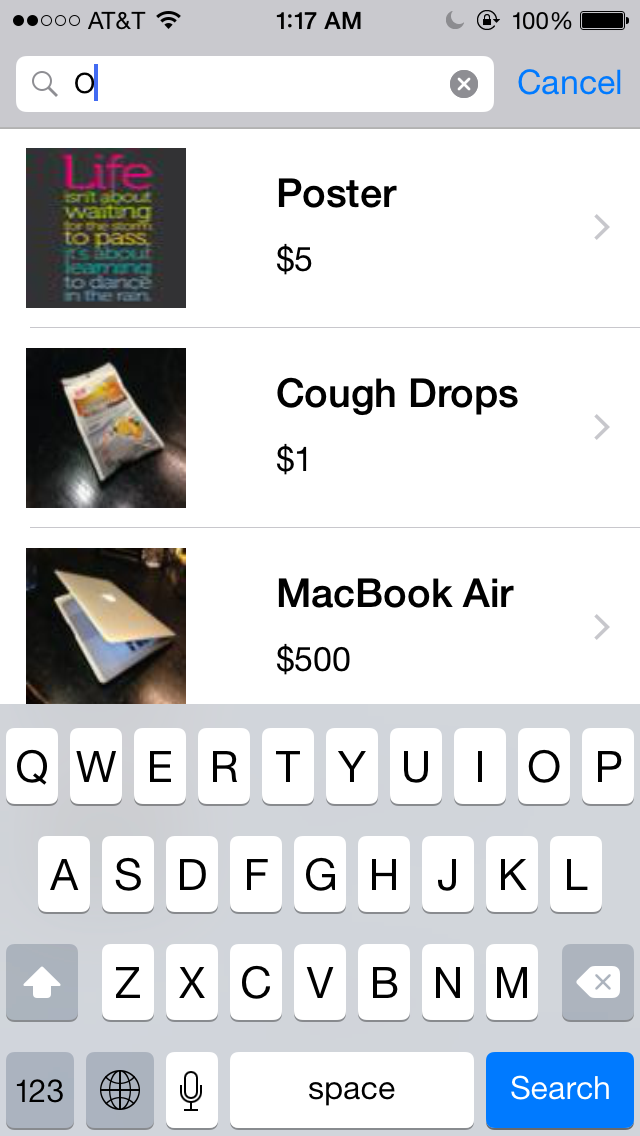 AT&T 1:17 AM 100%
O Cancel
Life
isn't about
waiting
for the storm
to pass,
it's about
learning
to dance
in the rain.
Poster
$5
Cough Drops
$1
MacBook Air
$500
Q W E R T Y U I O P
A S D F G H J K L
Z X C V B N M
123 space Search